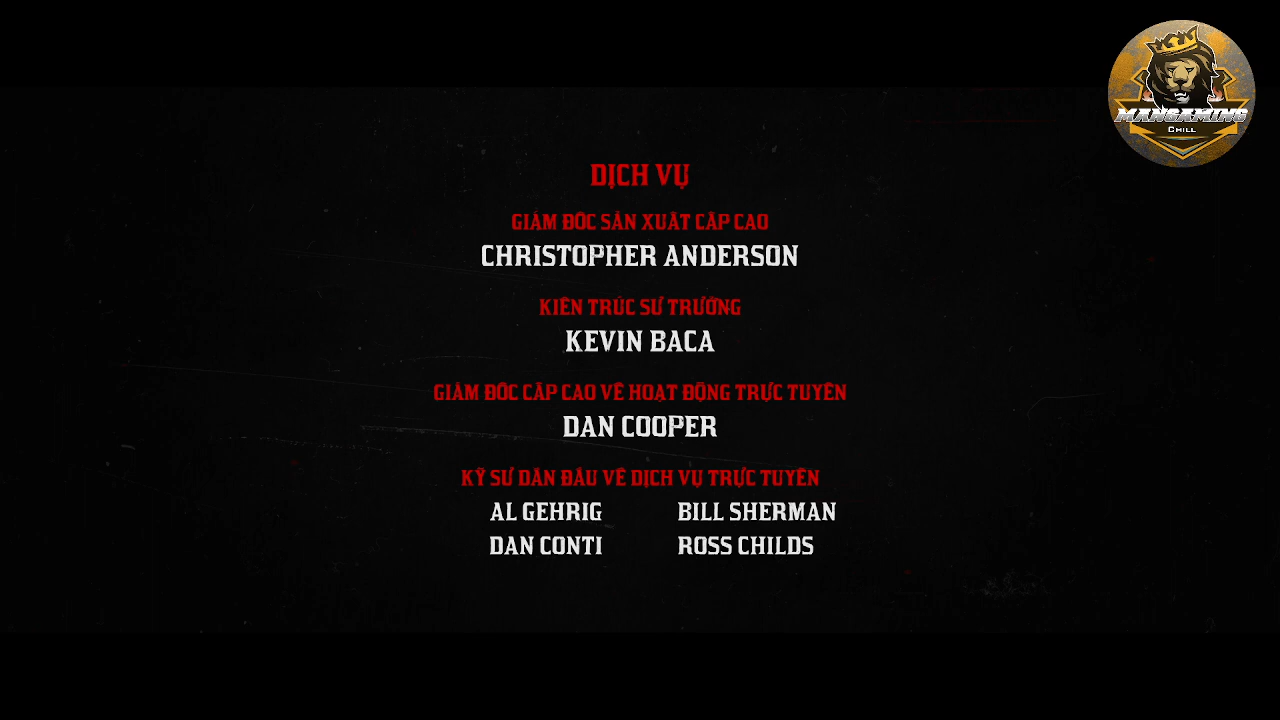 MANGAMING
CHILL
DỊCH VỤ
GIÁM ĐỐC SẢN XUẤT CẤP CAO
CHRISTOPHER ANDERSON
KIẾN TRÚC SƯ TRƯỞNG
KEVIN BACA
GIÁM ĐỐC CẤP CAO VỀ HOẠT ĐỘNG TRỰC TUYẾN
DAN COOPER
KỸ SƯ DẪN ĐẦU VỀ DỊCH VỤ TRỰC TUYẾN
AL GEHRIG BILL SHERMAN
DAN CONTI ROSS CHILDS